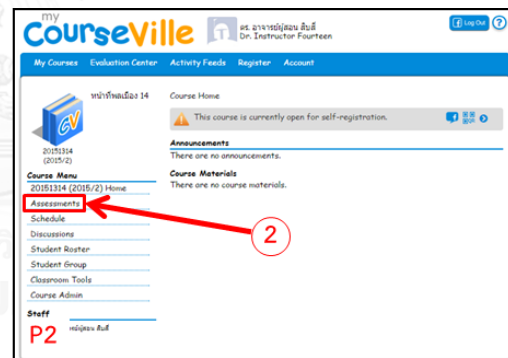 my
CourseVille
ดร. อาจารย์ผู้สอน สิบสี่
Dr. Instructor Fourteen
Log Out ?
My Courses Evaluation Center Activity Feeds Register Account
หน้าที่พลเมือง 14
CV
20151314
(2015/2)
Course Home
This course is currently open for self-registration.
Announcements
There are no announcements.
Course Materials
There are no course materials.
Course Menu
20151314 (2015/2) Home
Assessments
2
Schedule
Discussions
Student Roster
Student Group
Classroom Tools
Course Admin
Staff
P2 ผู้สอน สิบสี่